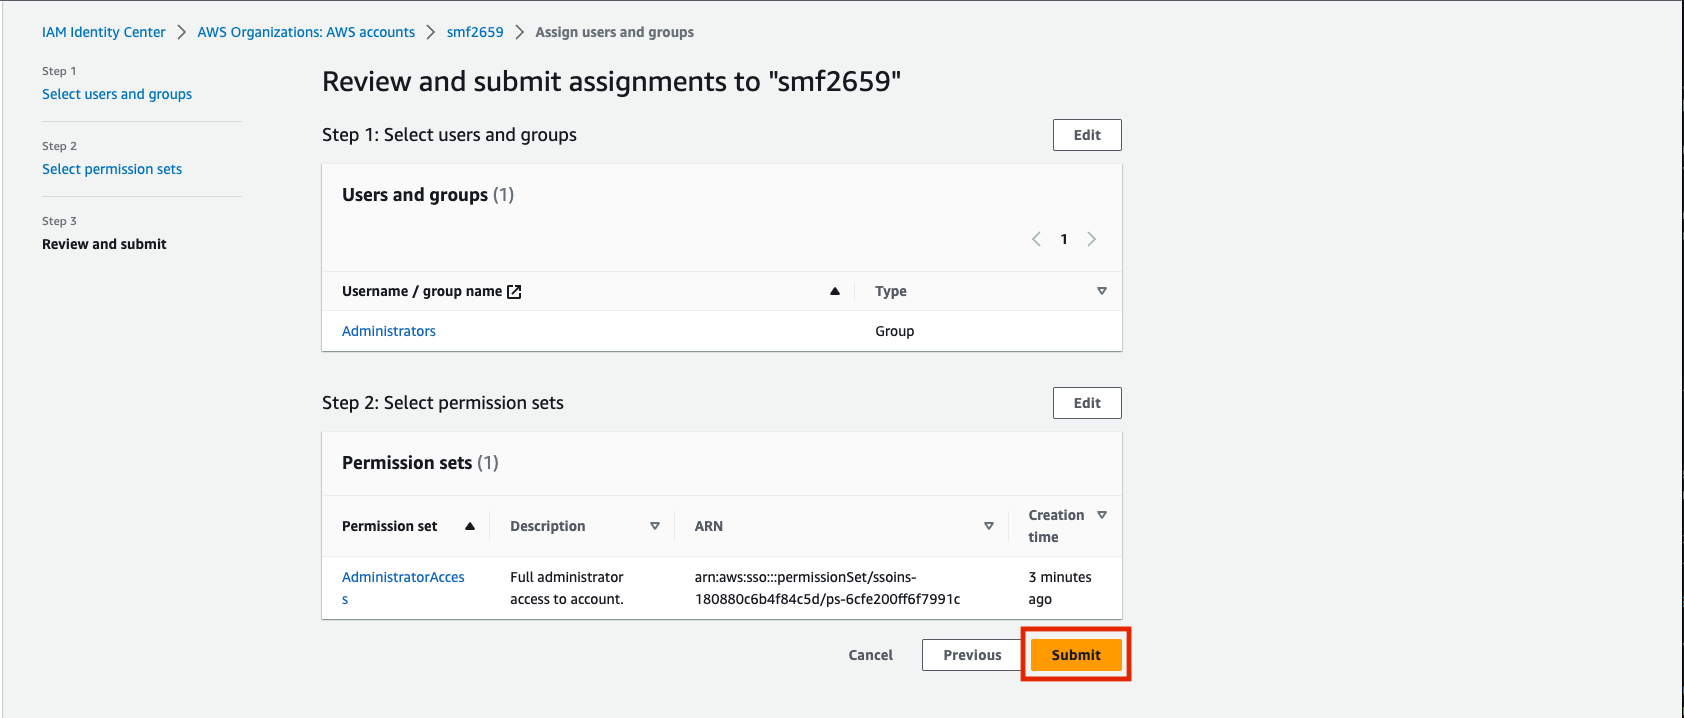 IAM Identity Center > AWS Organizations: AWS accounts > smf2659 > Assign users and groups
Step 1
Select users and groups
Step 2
Select permission sets
Step 3
Review and submit
Review and submit assignments to "smf2659"
Step 1: Select users and groups
Edit
Users and groups (1)
1
Username / group name
Type
Administrators
Group
Step 2: Select permission sets
Edit
Permission sets (1)
Permission set
Description
ARN
Creation
time
AdministratorAcces
s
Full administrator
access to account.
arn:aws:sso:::permissionSet/ssoins-
180880c6b4f84c5d/ps-6cfe200ff6f7991c
3 minutes
ago
Cancel
Previous
Submit